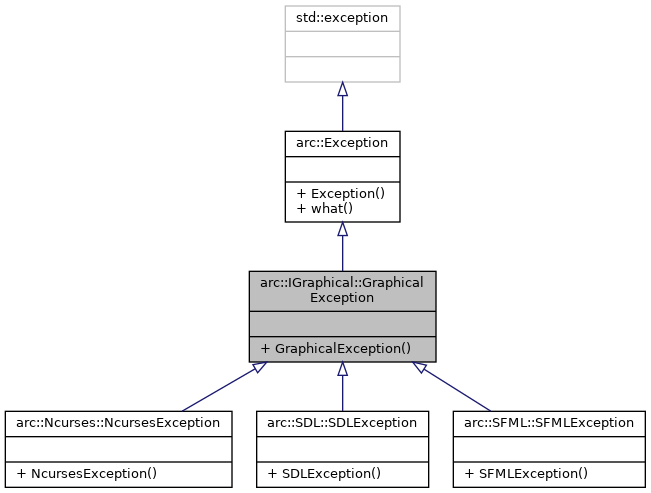 std::exception
arc::Exception
+ Exception()
+ what()
arc::IGraphical::Graphical
Exception
+ GraphicalException()
arc::Ncurses::NcursesException
+ NcursesException()
arc::SDL::SDLException
+ SDLException()
arc::SFML::SFMLException
+ SFMLException()